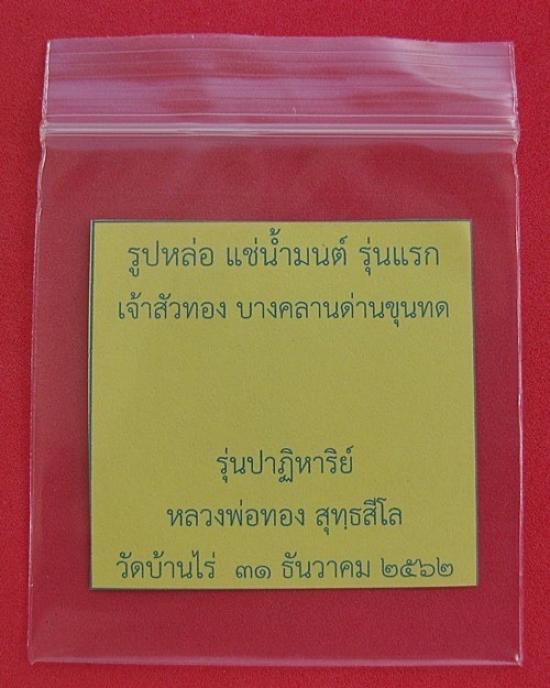 รูปหล่อ แช่น้ำมนต์ รุ่นแรก
เจ้าสัวทอง บางคลานด่านขุนทด
รุ่นปาฏิหาริย์
หลวงพ่อทอง สุทฺธสีโล
วัดบ้านไร่ ๓๑ ธันวาคม ๒๕๖๒